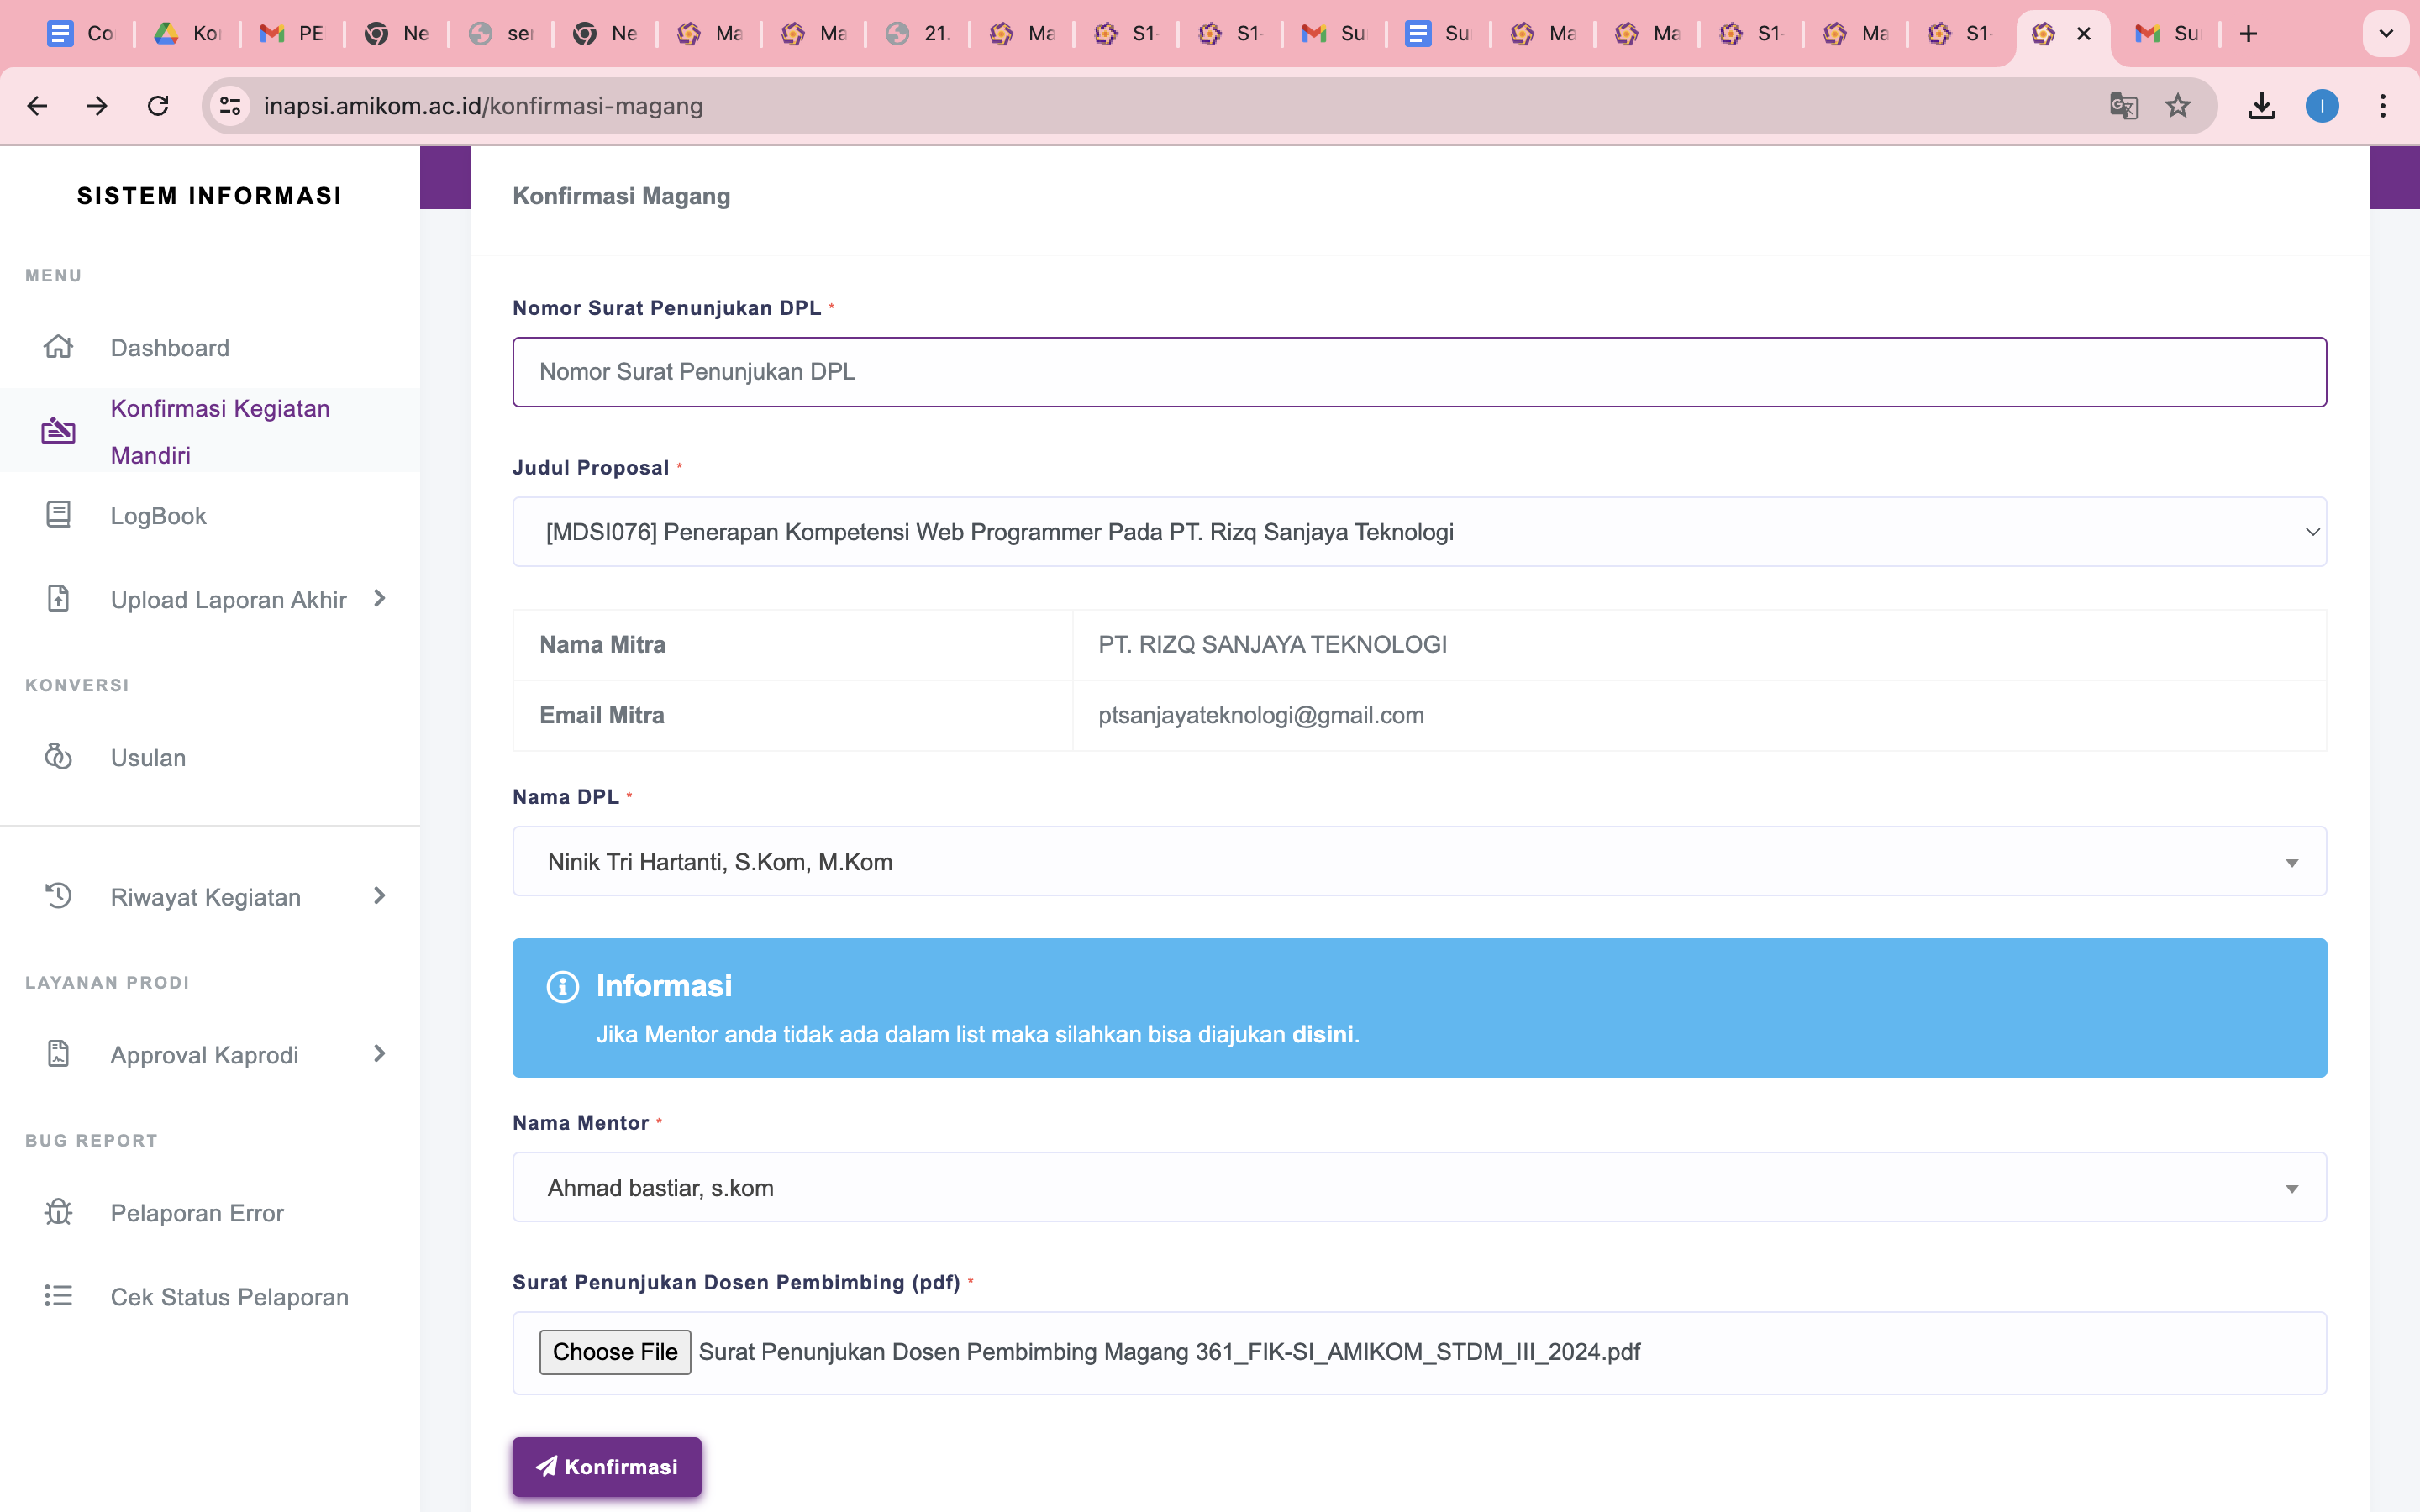 Co
Ko
PE
Ne
se
Ne
Ma
Ma
21.
Ma
S1-
S1-
Su
Su
Ma
Ma
S1-
Ma
S1-
Su
inapsi.amikom.ac.id/konfirmasi-magang
I
SISTEM INFORMASI
MENU
Dashboard
Konfirmasi Kegiatan
Mandiri
LogBook
Upload Laporan Akhir
KONVERSI
Usulan
Riwayat Kegiatan
LAYANAN PRODI
Approval Kaprodi
BUG REPORT
Pelaporan Error
Cek Status Pelaporan
Konfirmasi Magang
Nomor Surat Penunjukan DPL *
Nomor Surat Penunjukan DPL
Judul Proposal *
[MDSI076] Penerapan Kompetensi Web Programmer Pada PT. Rizq Sanjaya Teknologi
Nama Mitra PT. RIZQ SANJAYA TEKNOLOGI
Email Mitra ptsanjayateknologi@gmail.com
Nama DPL *
Ninik Tri Hartanti, S.Kom, M.Kom
Informasi
Jika Mentor anda tidak ada dalam list maka silahkan bisa diajukan disini.
Nama Mentor *
Ahmad bastiar, s.kom
Surat Penunjukan Dosen Pembimbing (pdf) *
Choose File Surat Penunjukan Dosen Pembimbing Magang 361_FIK-SI_AMIKOM_STDM_III_2024.pdf
Konfirmasi